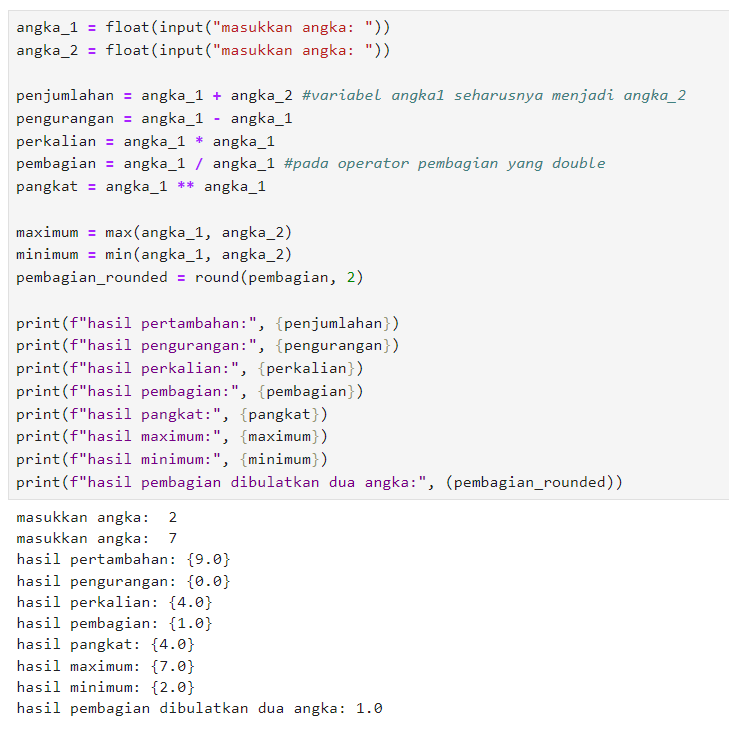 angka_1 = float(input("masukkan angka: "))
angka_2 = float(input("masukkan angka: "))
penjumlahan = angka_1 + angka_2 #variabel angka1 seharusnya menjadi angka_2
pengurangan = angka_1 - angka_1
perkalian = angka_1 * angka_1
pembagian = angka_1 / angka_1 #pada operator pembagian yang double
pangkat = angka_1 ** angka_1
maximum = max(angka_1, angka_2)
minimum = min(angka_1, angka_2)
pembagian_rounded = round(pembagian, 2)
print(f"hasil pertambahan:", {penjumlahan})
print(f"hasil pengurangan:", {pengurangan})
print(f"hasil perkalian:", {perkalian})
print(f"hasil pembagian:", {pembagian})
print(f"hasil pangkat:", {pangkat})
print(f"hasil maximum:", {maximum})
print(f"hasil minimum:", {minimum})
print(f"hasil pembagian dibulatkan dua angka:", (pembagian_rounded))
masukkan angka:  2
masukkan angka:  7
hasil pertambahan: {9.0}
hasil pengurangan: {0.0}
hasil perkalian: {4.0}
hasil pembagian: {1.0}
hasil pangkat: {4.0}
hasil maximum: {7.0}
hasil minimum: {2.0}
hasil pembagian dibulatkan dua angka: 1.0